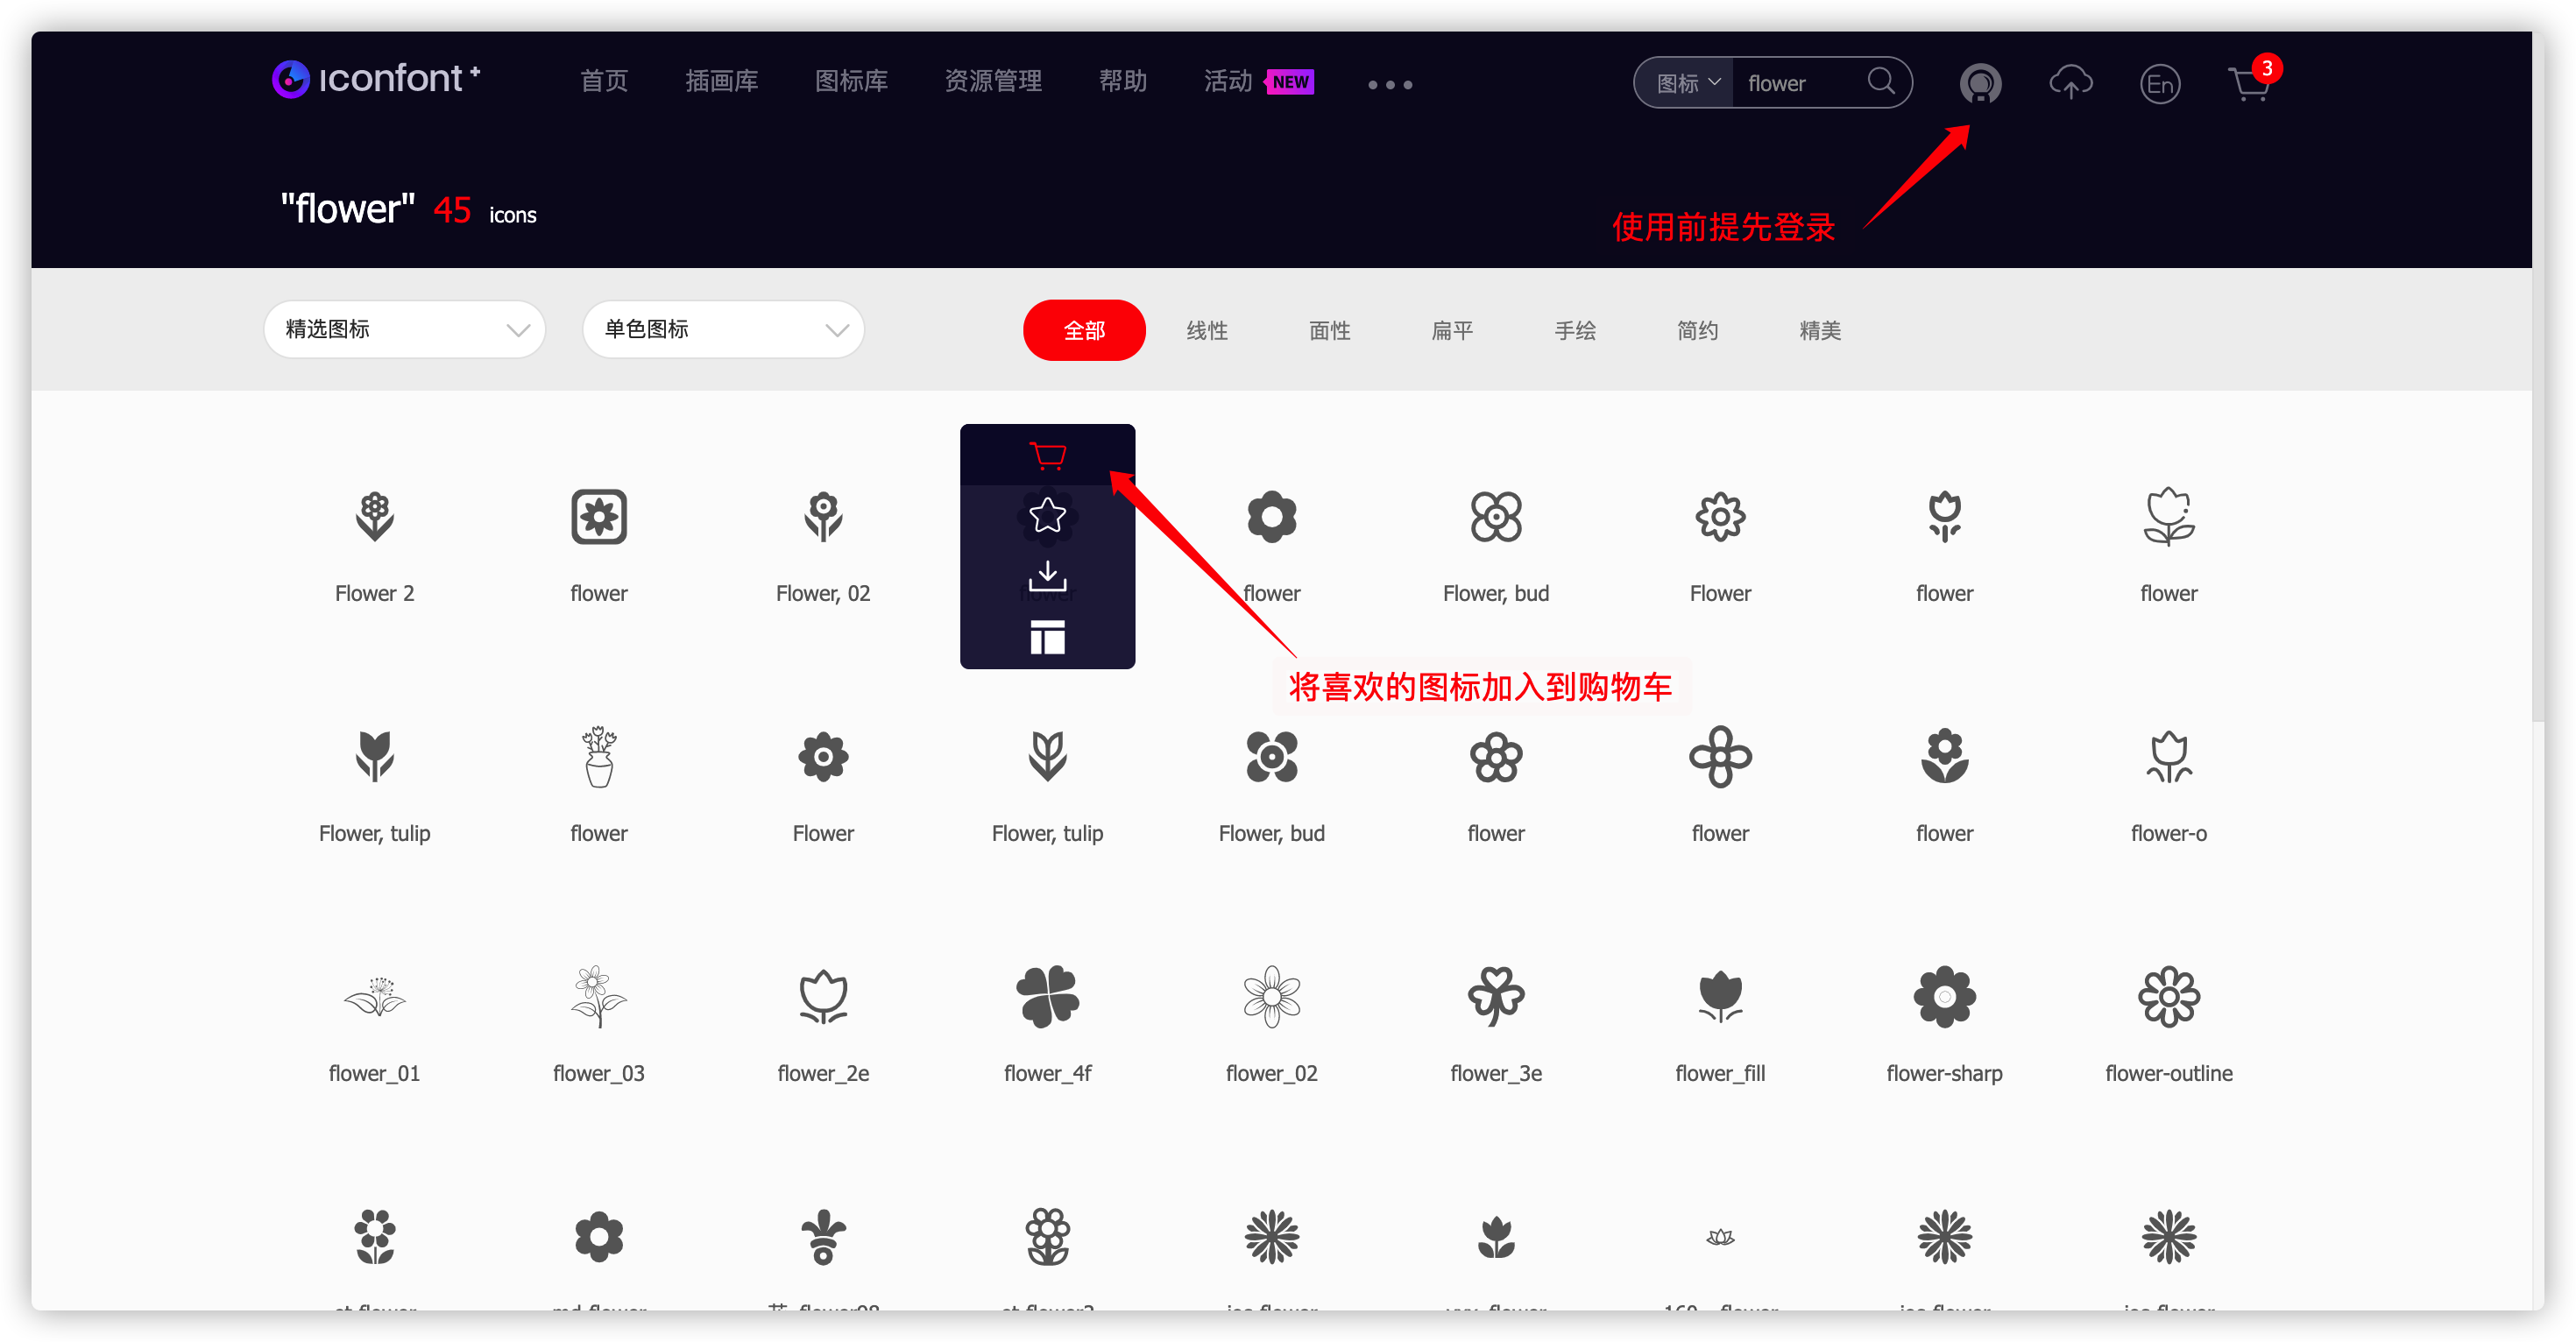 iconfont+ 首页 插画库 图标库 资源管理 帮助 活动 NEW 图标 flower En 3
"flower" 45 icons
使用前提先登录
精选图标 单色图标 全部 线性 面性 扁平 手绘 简约 精美
Flower 2 flower Flower, 02 flower flower Flower, bud Flower flower flower
将喜欢的图标加入到购物车
Flower, tulip flower Flower Flower, tulip Flower, bud flower flower flower flower-o
flower_01 flower_03 flower_2e flower_4f flower_02 flower_3e flower_fill flower-sharp flower-outline